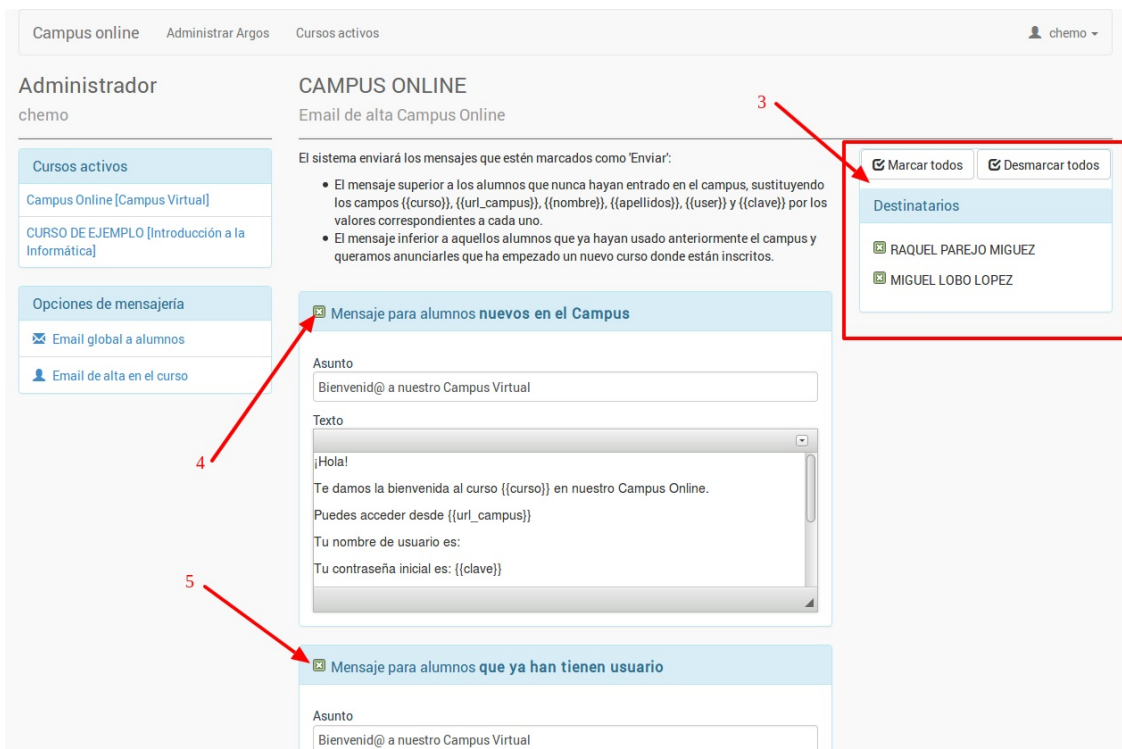 Campus online Administrar Argos Cursos activos chemo
Administrador
chemo
Cursos activos
Campus Online [Campus Virtual]
CURSO DE EJEMPLO [Introducción a la
Informática]
Opciones de mensajería
Email global a alumnos
Email de alta en el curso
CAMPUS ONLINE
Email de alta Campus Online
El sistema enviará los mensajes que estén marcados como 'Enviar':
• El mensaje superior a los alumnos que nunca hayan entrado en el campus, sustituyendo
los campos {{curso}}, {{url_campus}}, {{nombre}}, {{apellidos}}, {{user}} y {{clave}} por los
valores correspondientes a cada uno.
• El mensaje inferior a aquellos alumnos que ya hayan usado anteriormente el campus y
queramos anunciarles que ha empezado un nuevo curso donde están inscritos.
Mensaje para alumnos nuevos en el Campus
Asunto
Bienvenid@ a nuestro Campus Virtual
Texto
¡Hola!
Te damos la bienvenida al curso {{curso}} en nuestro Campus Online.
Puedes acceder desde {{url_campus}}
Tu nombre de usuario es:
Tu contraseña inicial es: {{clave}}
4
5
Mensaje para alumnos que ya han tienen usuario
Asunto
Bienvenid@ a nuestro Campus Virtual
3
Marcar todos Desmarcar todos
Destinatarios
RAQUEL PAREJO MIGUEZ
MIGUEL LOBO LOPEZ